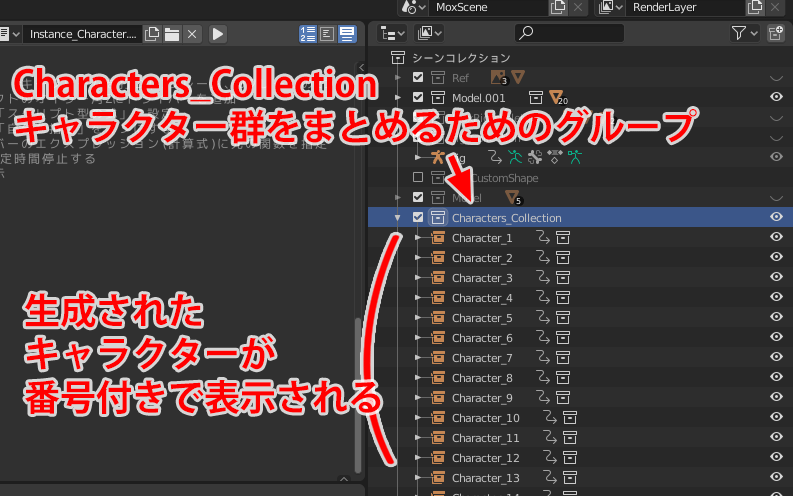 MoxScene
RenderLayer
Instance_Character....
シーンコレクション
Ref
3
Model.001
20
Characters_Collection
キャラクター群をまとめるためのグループ
定時間停止する
CustomShape
Model
5
Characters_Collection
Character_1
Character_2
Character_3
Character_4
Character_5
Character_6
Character_7
Character_8
Character_9
Character_10
Character_11
Character_12
Character_13
生成された
キャラクターが
番号付きで表示される